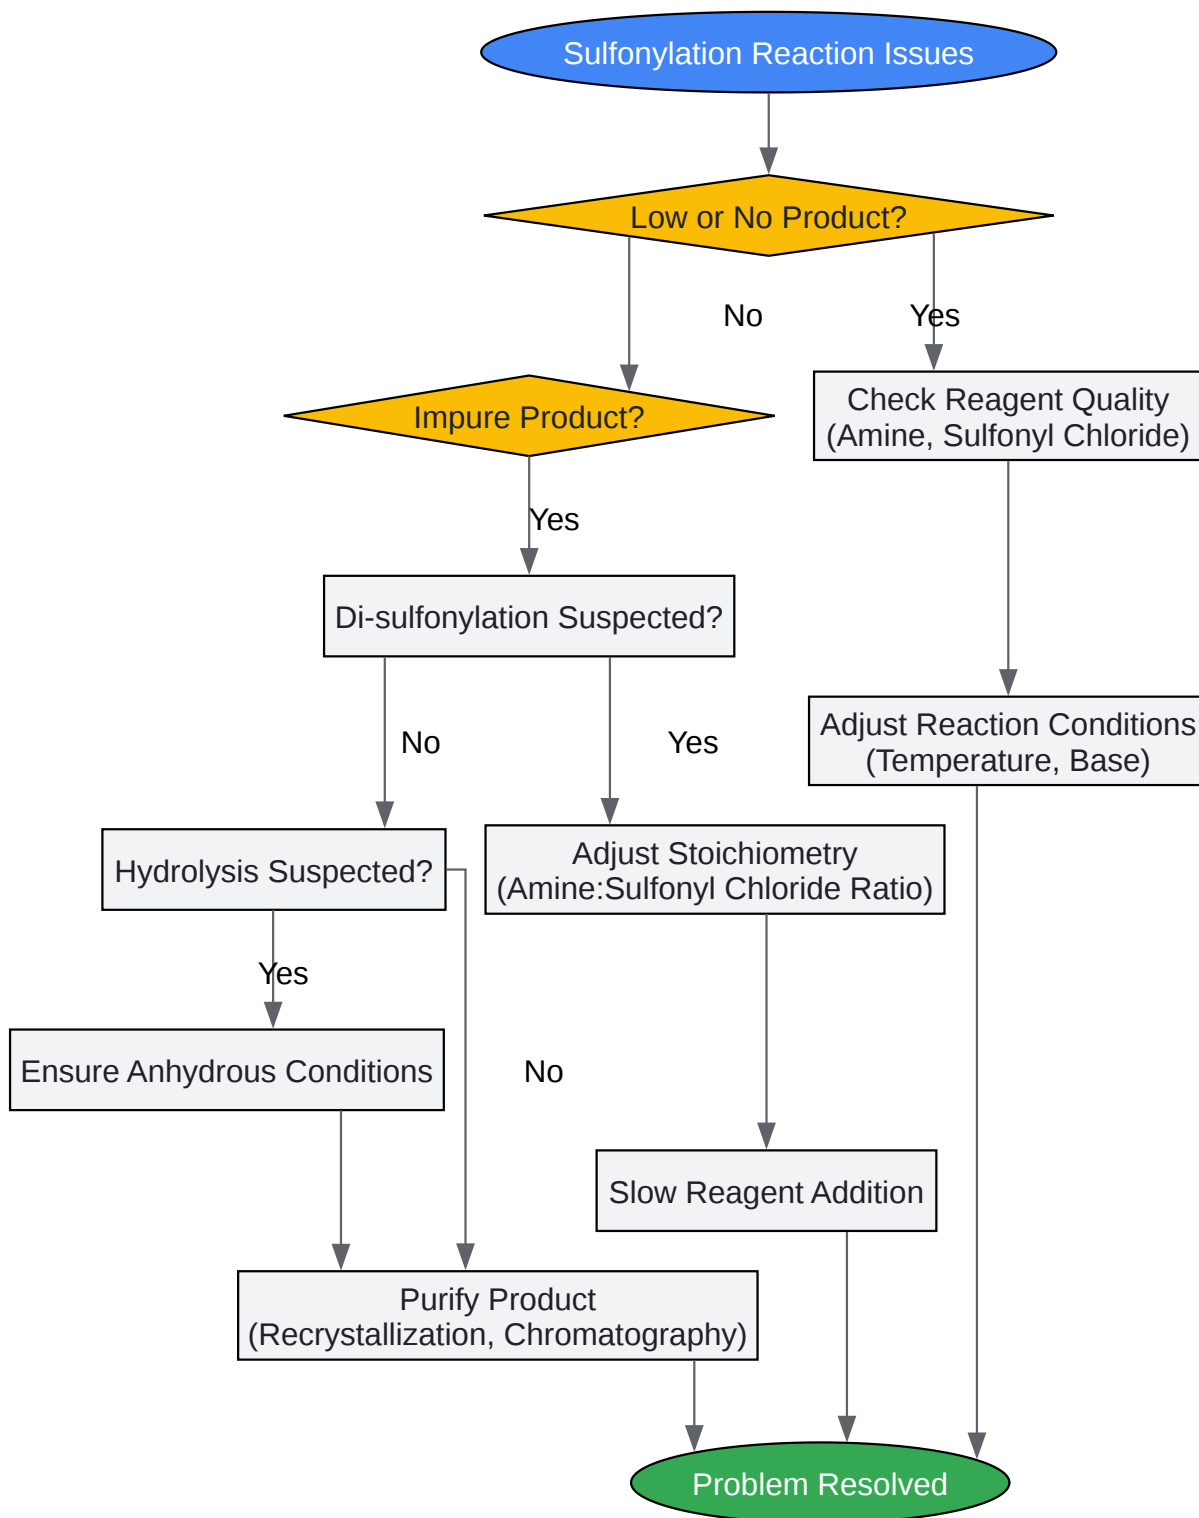 Sulfonylation Reaction Issues
Low or No Product?
No
Yes
Check Reagent Quality
(Amine, Sulfonyl Chloride)
Impure Product?
Yes
Di-sulfonylation Suspected?
No
Yes
Adjust Reaction Conditions
(Temperature, Base)
Hydrolysis Suspected?
Adjust Stoichiometry
(Amine:Sulfonyl Chloride Ratio)
Yes
Ensure Anhydrous Conditions
No
Slow Reagent Addition
Purify Product
(Recrystallization, Chromatography)
Problem Resolved